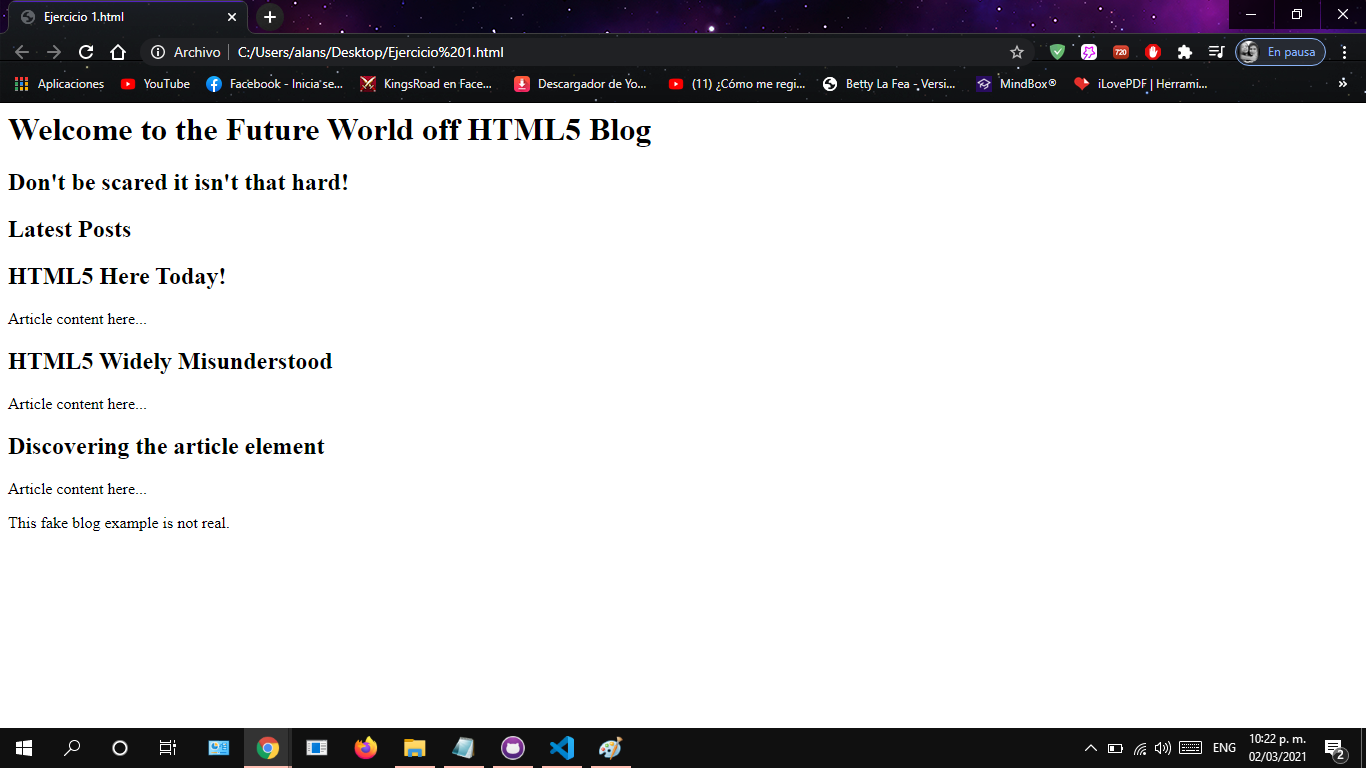 Ejercicio 1.html
Archivo C:/Users/alans/Desktop/Ejercicio%201.html 720 En pausa
Aplicaciones YouTube Facebook - Inicia se... KingsRoad en Face... Descargador de Yo... (11) ¿Cómo me regi... Betty La Fea - Versi... MindBox® iLovePDF | Herrami... »
Welcome to the Future World off HTML5 Blog
Don't be scared it isn't that hard!
Latest Posts
HTML5 Here Today!
Article content here...
HTML5 Widely Misunderstood
Article content here...
Discovering the article element
Article content here...
This fake blog example is not real.
ENG 10:22 p. m.
02/03/2021 2